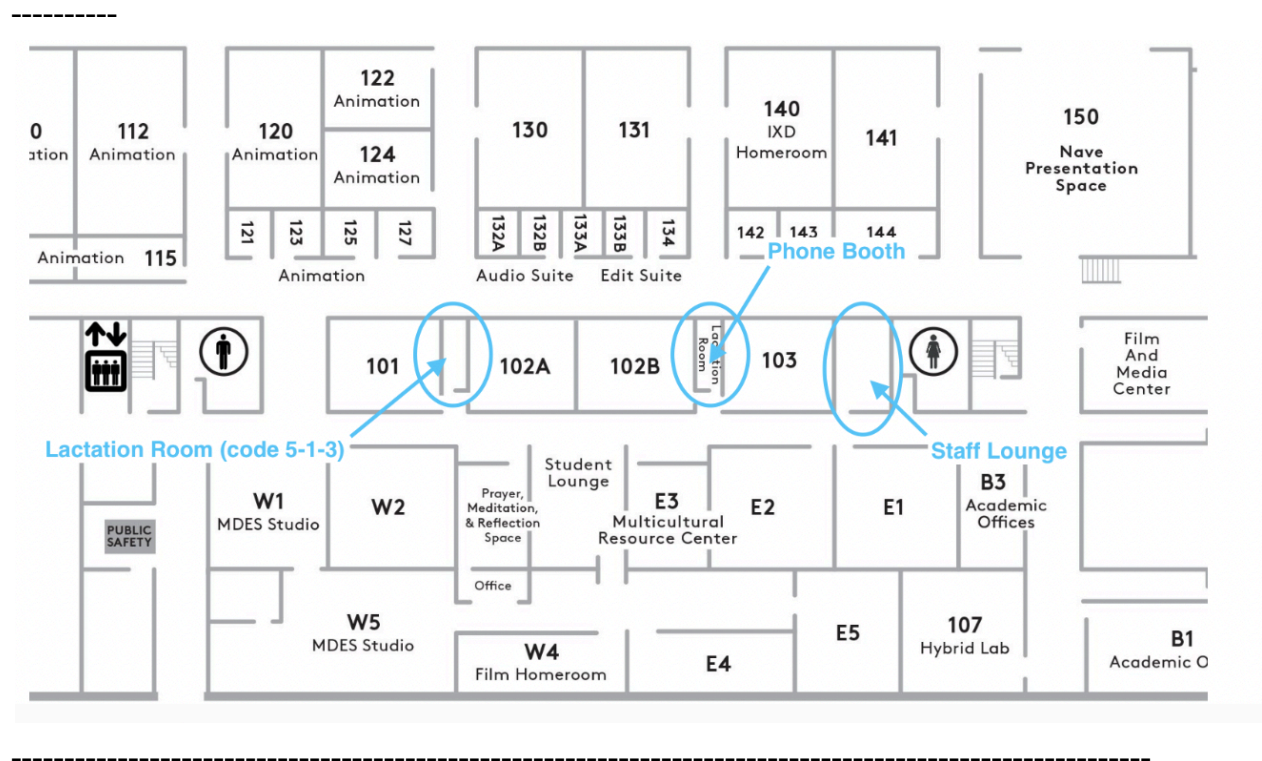 ----------
122
Animation
0
ation
112
Animation
120
Animation
124
Animation
130
131
140
IXD
Homeroom
141
150
Nave
Presentation
Space
121
123
125
127
132A
132B
133A
133B
134
142
143
144
Animation 115
Animation
Audio Suite
Edit Suite
Phone Booth
101
102A
102B
Lactation
Room
103
Film
And
Media
Center
Lactation Room (code 5-1-3)
Staff Lounge
PUBLIC
SAFETY
W1
MDES Studio
W2
Prayer,
Meditation,
& Reflection
Space
Student
Lounge
E3
Multicultural
Resource Center
E2
E1
B3
Academic
Offices
Office
W5
MDES Studio
W4
Film Homeroom
E4
E5
107
Hybrid Lab
B1
Academic O
------------------------------------------------------------------------------------------------------------